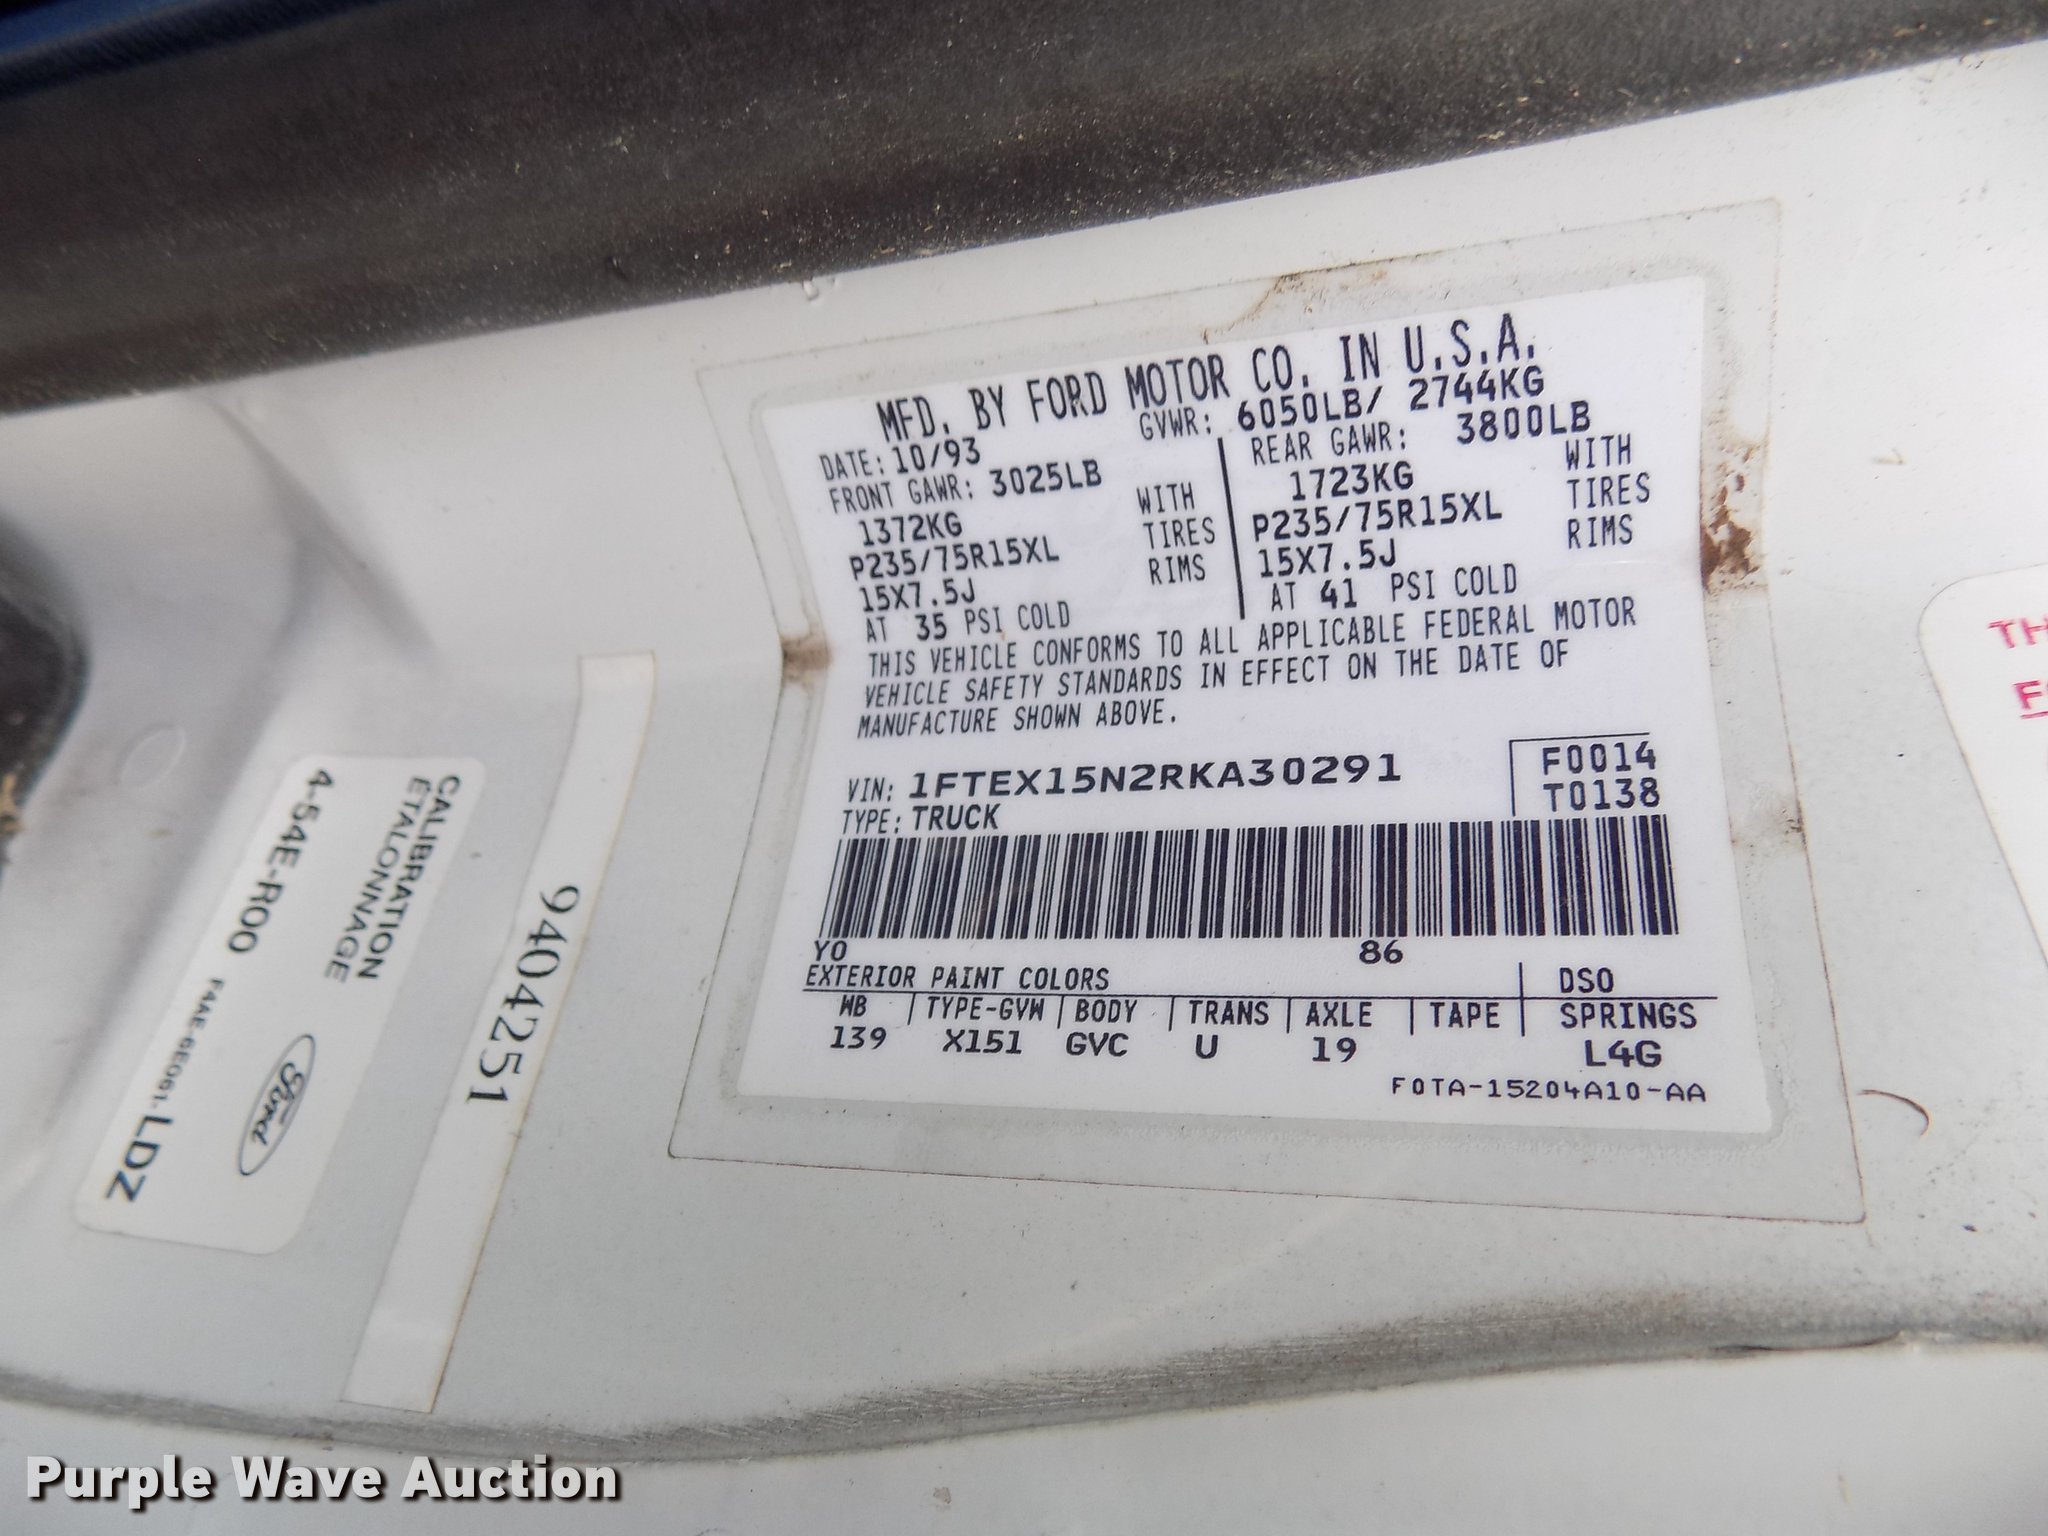 MFD. BY FORD MOTOR CO. IN U.S.A.
DATE: 10/93 GVWR: 6050LB/ 2744KG
FRONT GAWR: 3025LB REAR GAWR: 3800LB
1372KG WITH 1723KG WITH
P235/75R15XL TIRES P235/75R15XL TIRES
15X7.5J RIMS 15X7.5J RIMS
AT 35 PSI COLD AT 41 PSI COLD
THIS VEHICLE CONFORMS TO ALL APPLICABLE FEDERAL MOTOR
VEHICLE SAFETY STANDARDS IN EFFECT ON THE DATE OF
MANUFACTURE SHOWN ABOVE.
VIN: 1FTEX15N2RKA30291 F0014
TYPE: TRUCK T0138
YO 86
EXTERIOR PAINT COLORS DSO
WB TYPE-GVW BODY TRANS AXLE TAPE SPRINGS
139 X151 GVC U 19 L4G
F0TA-15204A10-AA
9404251
CALIBRATION
ÉTALONNAGE
4-54E-R00
F4AE-6E061-LDZ
Ford
TH
Purple Wave Auction